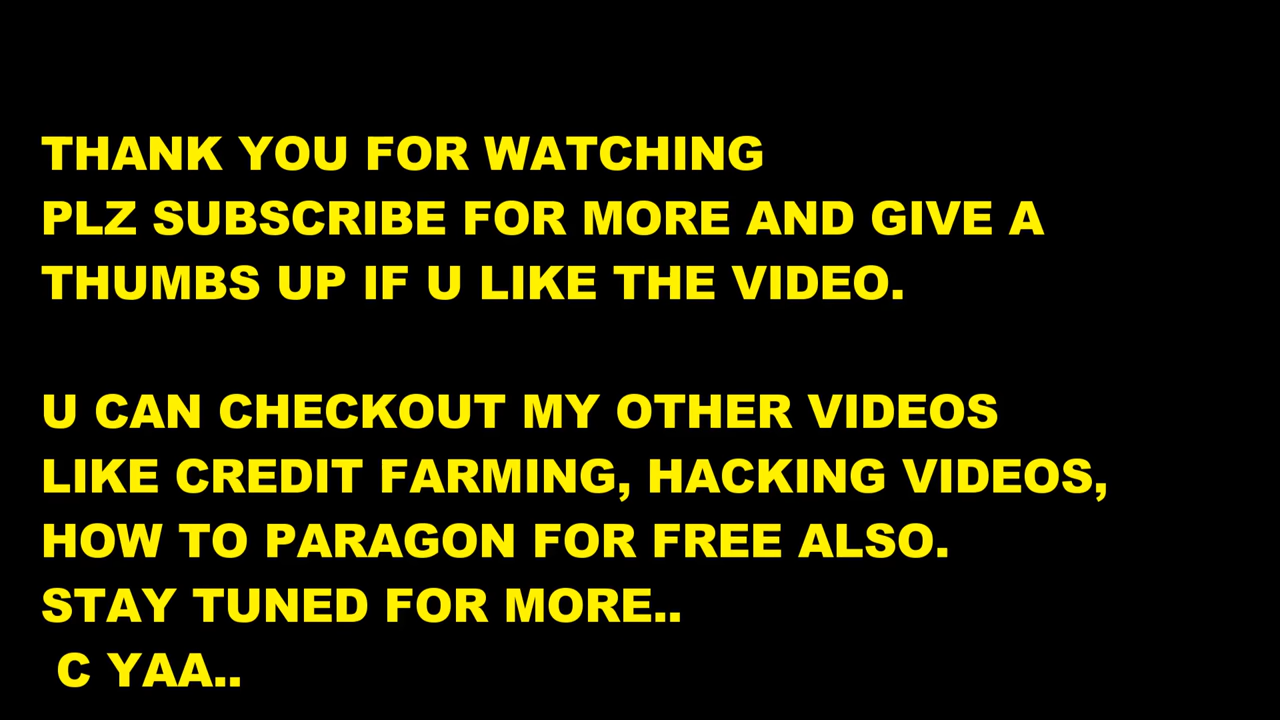 THANK YOU FOR WATCHING
PLZ SUBSCRIBE FOR MORE AND GIVE A
THUMBS UP IF U LIKE THE VIDEO.
U CAN CHECKOUT MY OTHER VIDEOS
LIKE CREDIT FARMING, HACKING VIDEOS,
HOW TO PARAGON FOR FREE ALSO.
STAY TUNED FOR MORE..
C YAA..